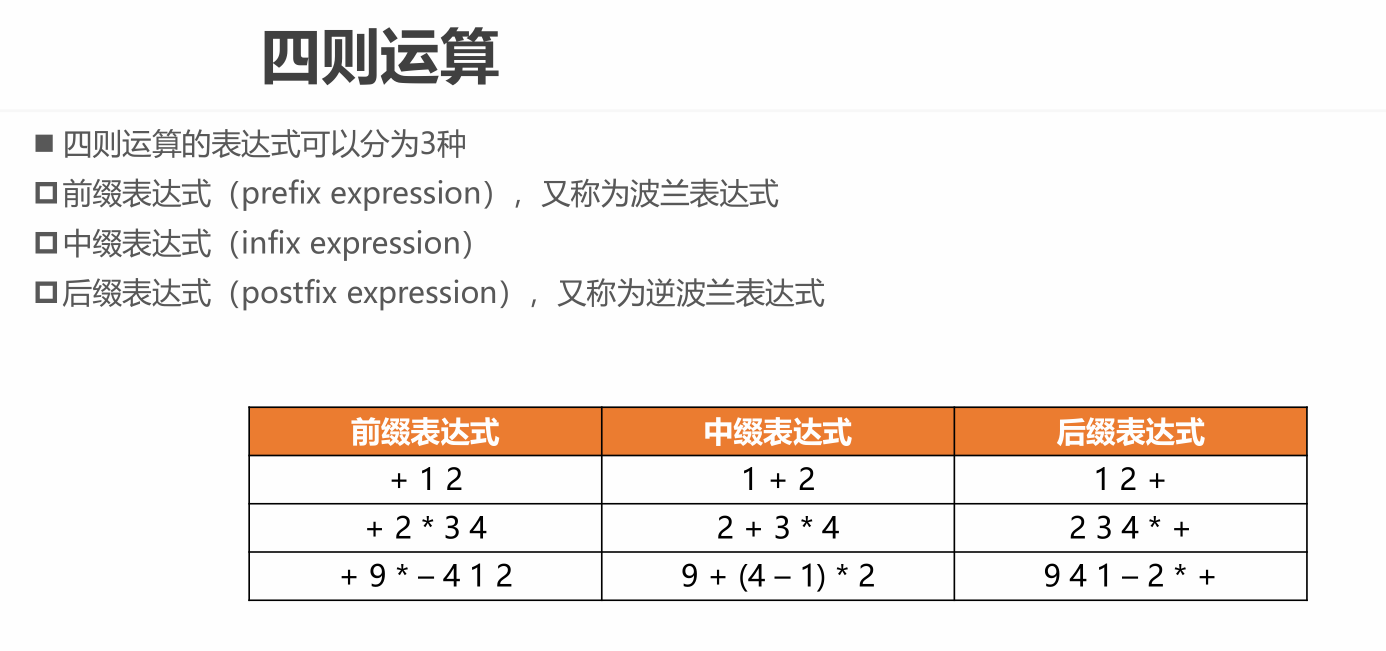 四则运算
■ 四则运算的表达式可以分为3种
□ 前缀表达式（prefix expression），又称为波兰表达式
□ 中缀表达式（infix expression）
□ 后缀表达式（postfix expression），又称为逆波兰表达式
前缀表达式 中缀表达式 后缀表达式
+ 1 2 1 + 2 1 2 +
+ 2 * 3 4 2 + 3 * 4 2 3 4 * +
+ 9 * – 4 1 2 9 + (4 – 1) * 2 9 4 1 – 2 * +